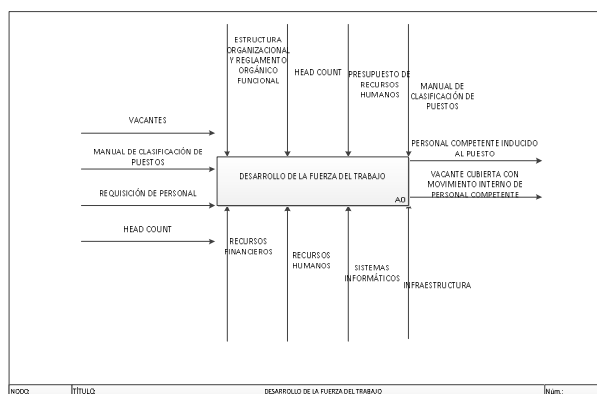 ESTRUCTURA
ORGANIZACIONAL
Y REGLAMENTO
ORGÁNICO
FUNCIONAL
HEAD COUNT
PRESUPUESTO DE
RECURSOS
HUMANOS
MANUAL DE
CLASIFICACIÓN DE
PUESTOS
VACANTES
MANUAL DE CLASIFICACIÓN DE
PUESTOS
REQUISICIÓN DE PERSONAL
HEAD COUNT
DESARROLLO DE LA FUERZA DEL TRABAJO
A0
PERSONAL COMPETENTE INDUCIDO
AL PUESTO
VACANTE CUBIERTA CON
MOVIMIENTO INTERNO DE
PERSONAL COMPETENTE
RECURSOS
FINANCIEROS
RECURSOS
HUMANOS
SISTEMAS
INFORMÁTICOS
INFRAESTRUCTURA
NODO:
TÍTULO:
DESARROLLO DE LA FUERZA DEL TRABAJO
Núm.: